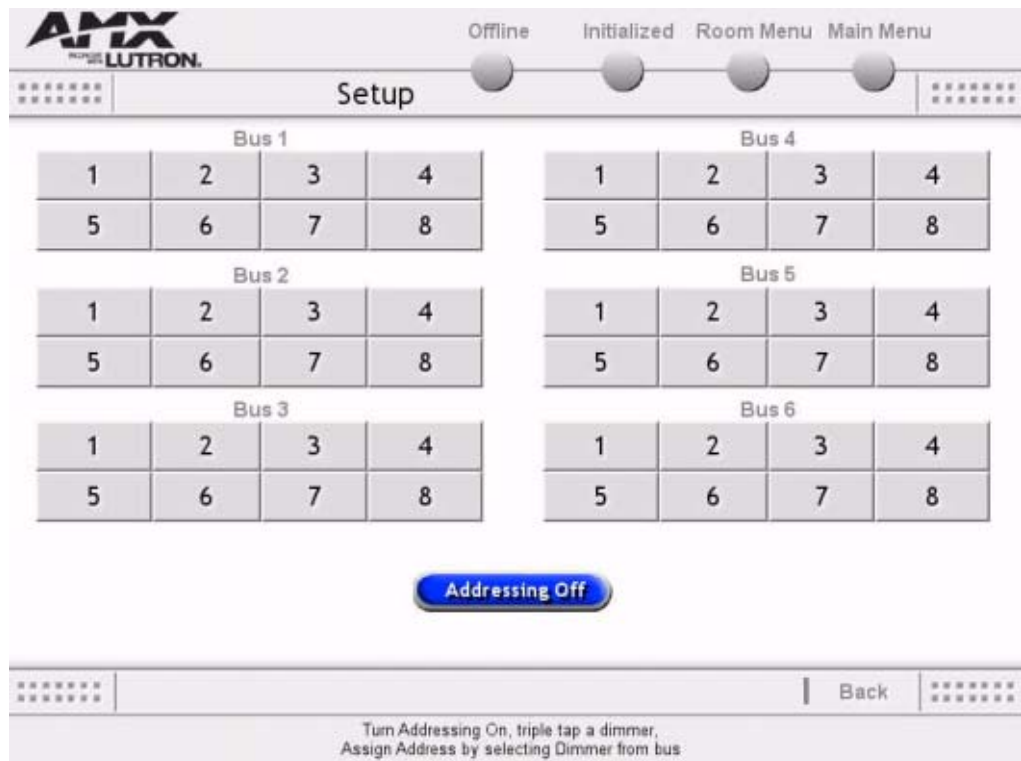 AMX
LUTRON.
Offline Initialized Room Menu Main Menu
Setup
Bus 1
1 2 3 4
5 6 7 8
Bus 4
1 2 3 4
5 6 7 8
Bus 2
1 2 3 4
5 6 7 8
Bus 5
1 2 3 4
5 6 7 8
Bus 3
1 2 3 4
5 6 7 8
Bus 6
1 2 3 4
5 6 7 8
Addressing Off
Back
Turn Addressing On, triple tap a dimmer,
Assign Address by selecting Dimmer from bus